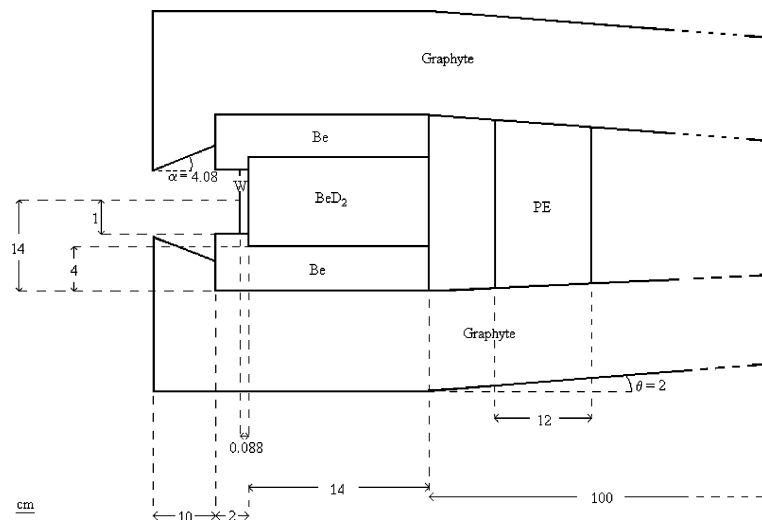 Graphyte
Be
α = 4.08
W
BeD₂
PE
1
14
4
Be
Graphyte
θ = 2
12
0.088
14
100
cm
10
2